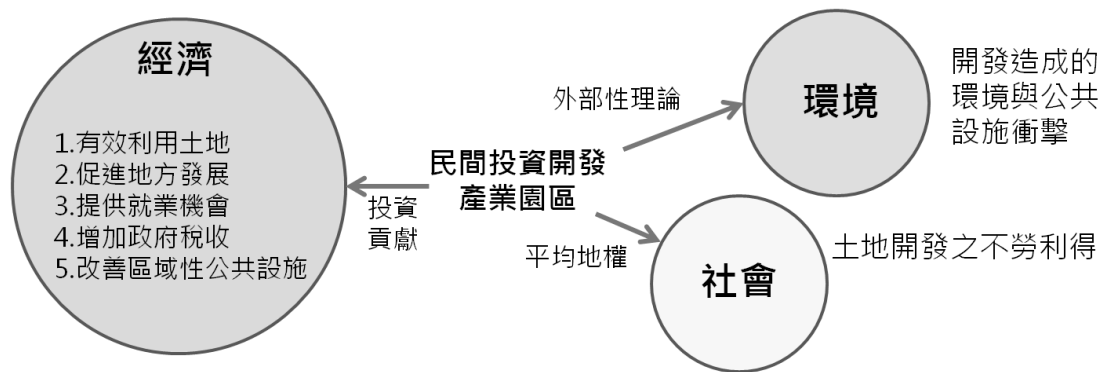 經濟
1.有效利用土地
2.促進地方發展
3.提供就業機會
4.增加政府稅收
5.改善區域性公共設施
投資
貢獻
民間投資開發
產業園區
外部性理論
環境
開發造成的
環境與公共
設施衝擊
平均地權
社會
土地開發之不勞利得